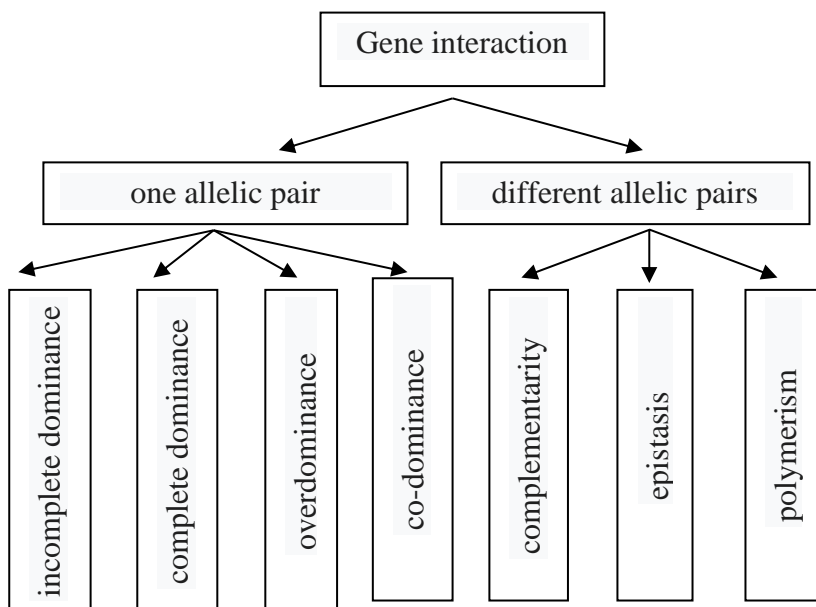 Gene interaction
one allelic pair
different allelic pairs
incomplete dominance
complete dominance
overdominance
co-dominance
complementarity
epistasis
polymerism